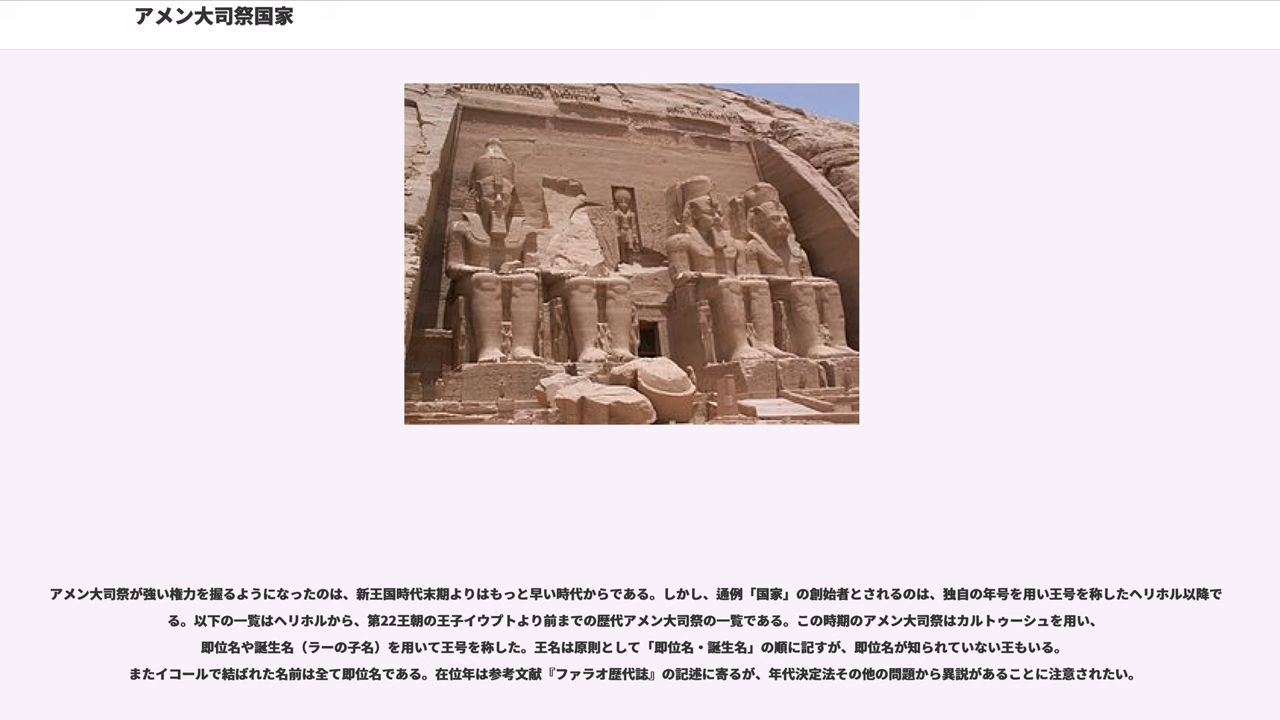 アメン大司祭国家
アメン大司祭が強い権力を握るようになったのは、新王国時代末期よりはもっと早い時代からである。しかし、通例「国家」の創始者とされるのは、独自の年号を用い王号を称したヘリホル以降で
る。以下の一覧はヘリホルから、第22王朝の王子イウプトより前までの歴代アメン大司祭の一覧である。この時期のアメン大司祭はカルトゥーシュを用い、
即位名や誕生名（ラーの子名）を用いて王号を称した。王名は原則として「即位名・誕生名」の順に記すが、即位名が知られていない王もいる。
またイコールで結ばれた名前は全て即位名である。在位年は参考文献『ファラオ歴代誌』の記述に寄るが、年代決定法その他の問題から異説があることに注意されたい。